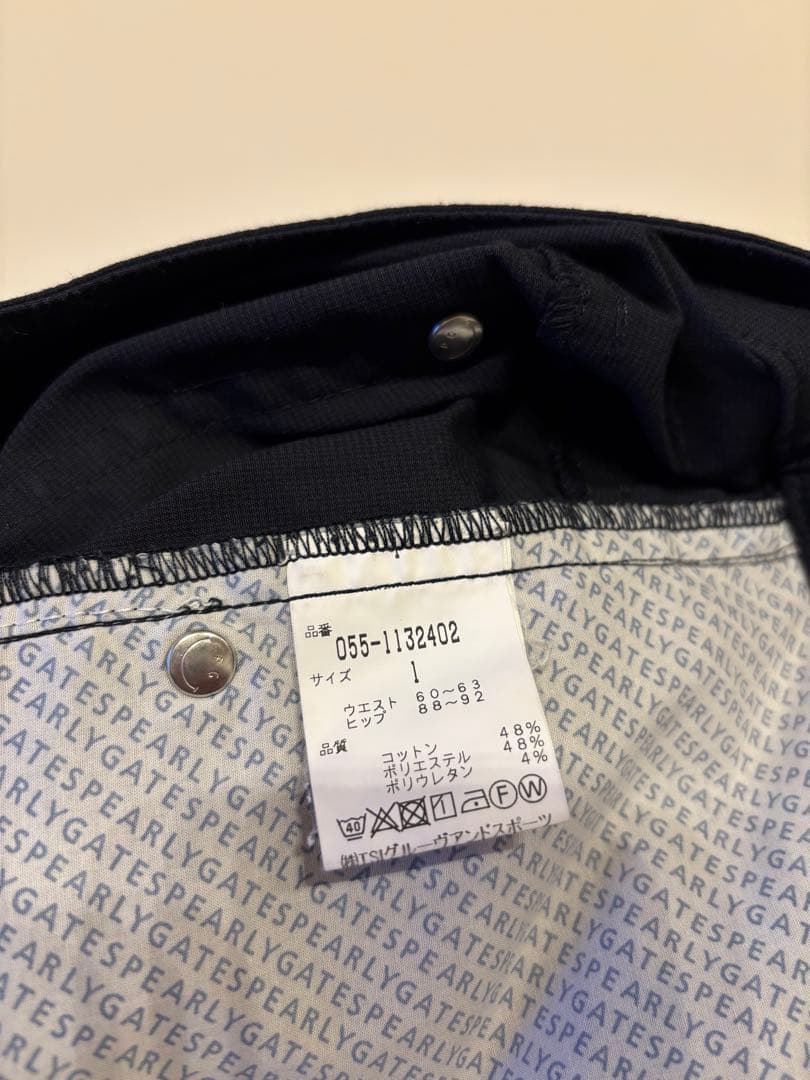 品番
055-1132402
サイズ 1
ウエスト 60～63
ヒップ 88～92
品質
コットン 48%
ポリエステル 48%
ポリウレタン 4%
40 F W
㈱TSIグルーヴアンドスポーツ
PEARLYGATESPEARLYGATESPEARLYGATES